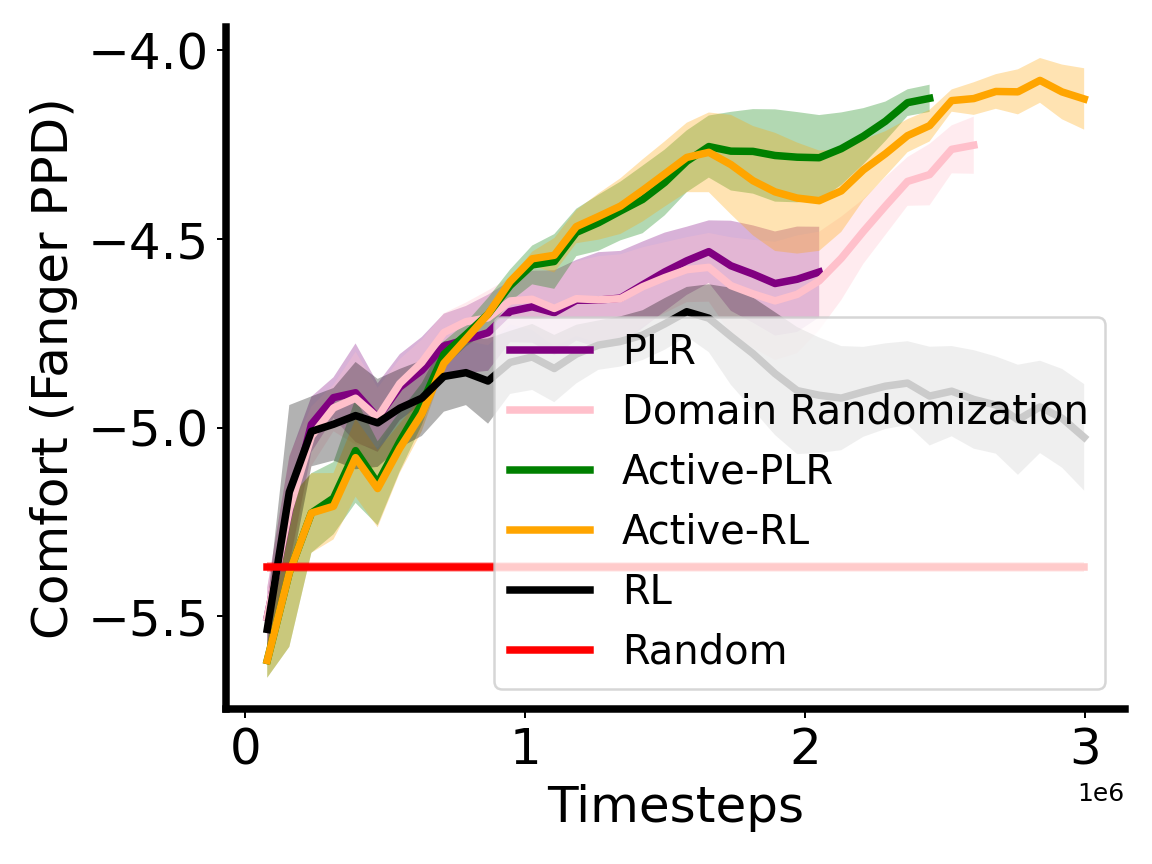 Comfort (Fanger PPD)
−4.0
−4.5
−5.0
−5.5
PLR
Domain Randomization
Active-PLR
Active-RL
RL
Random
0
1
2
3
1e6
Timesteps